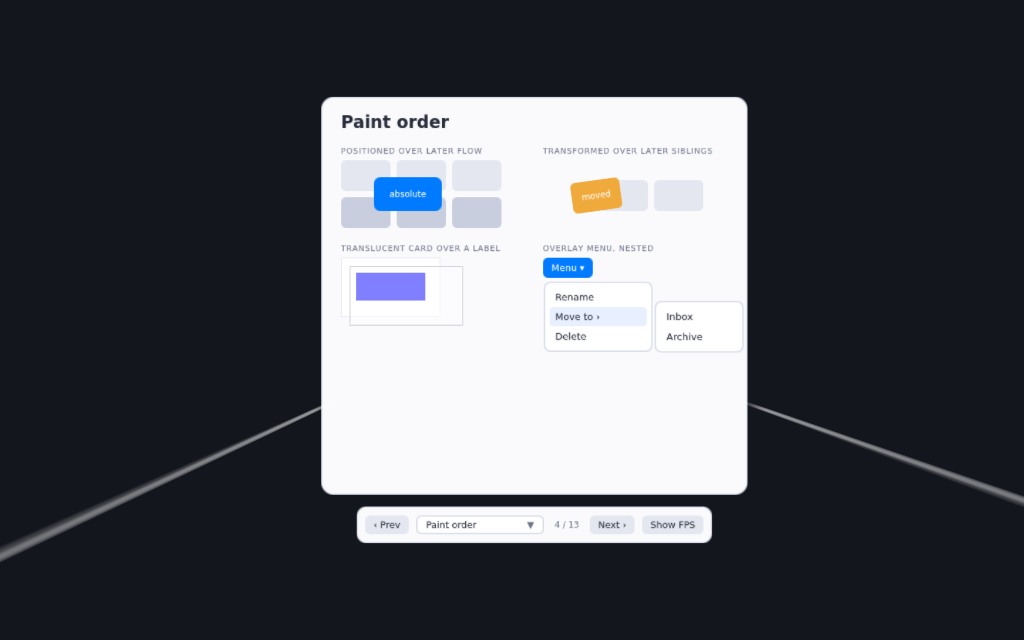 Paint order
POSITIONED OVER LATER FLOW
absolute
TRANSFORMED OVER LATER SIBLINGS
moved
TRANSLUCENT CARD OVER A LABEL
OVERLAY MENU, NESTED
Menu ▾
Rename
Move to ›
Delete
Inbox
Archive
‹ Prev
Paint order ▼
4 / 13
Next ›
Show FPS